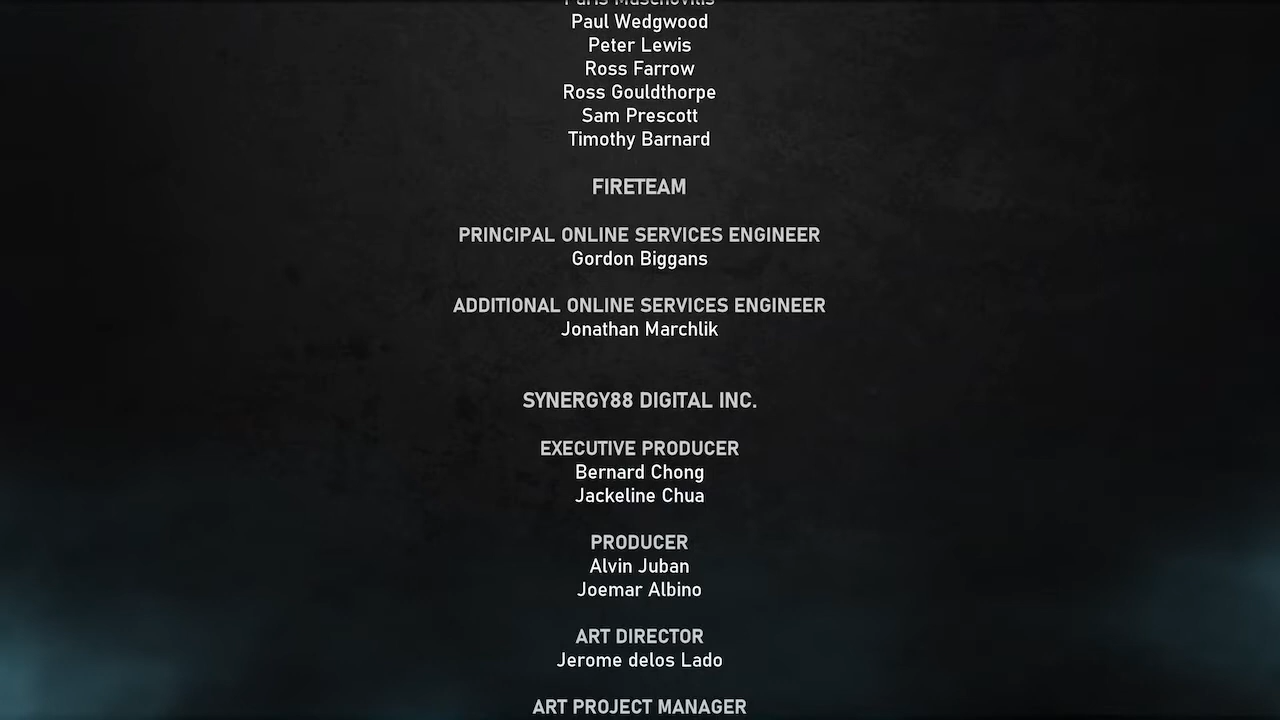 Paul Wedgwood
Peter Lewis
Ross Farrow
Ross Gouldthorpe
Sam Prescott
Timothy Barnard
FIRETEAM
PRINCIPAL ONLINE SERVICES ENGINEER
Gordon Biggans
ADDITIONAL ONLINE SERVICES ENGINEER
Jonathan Marchlik
SYNERGY88 DIGITAL INC.
EXECUTIVE PRODUCER
Bernard Chong
Jackeline Chua
PRODUCER
Alvin Juban
Joemar Albino
ART DIRECTOR
Jerome delos Lado
ART PROJECT MANAGER